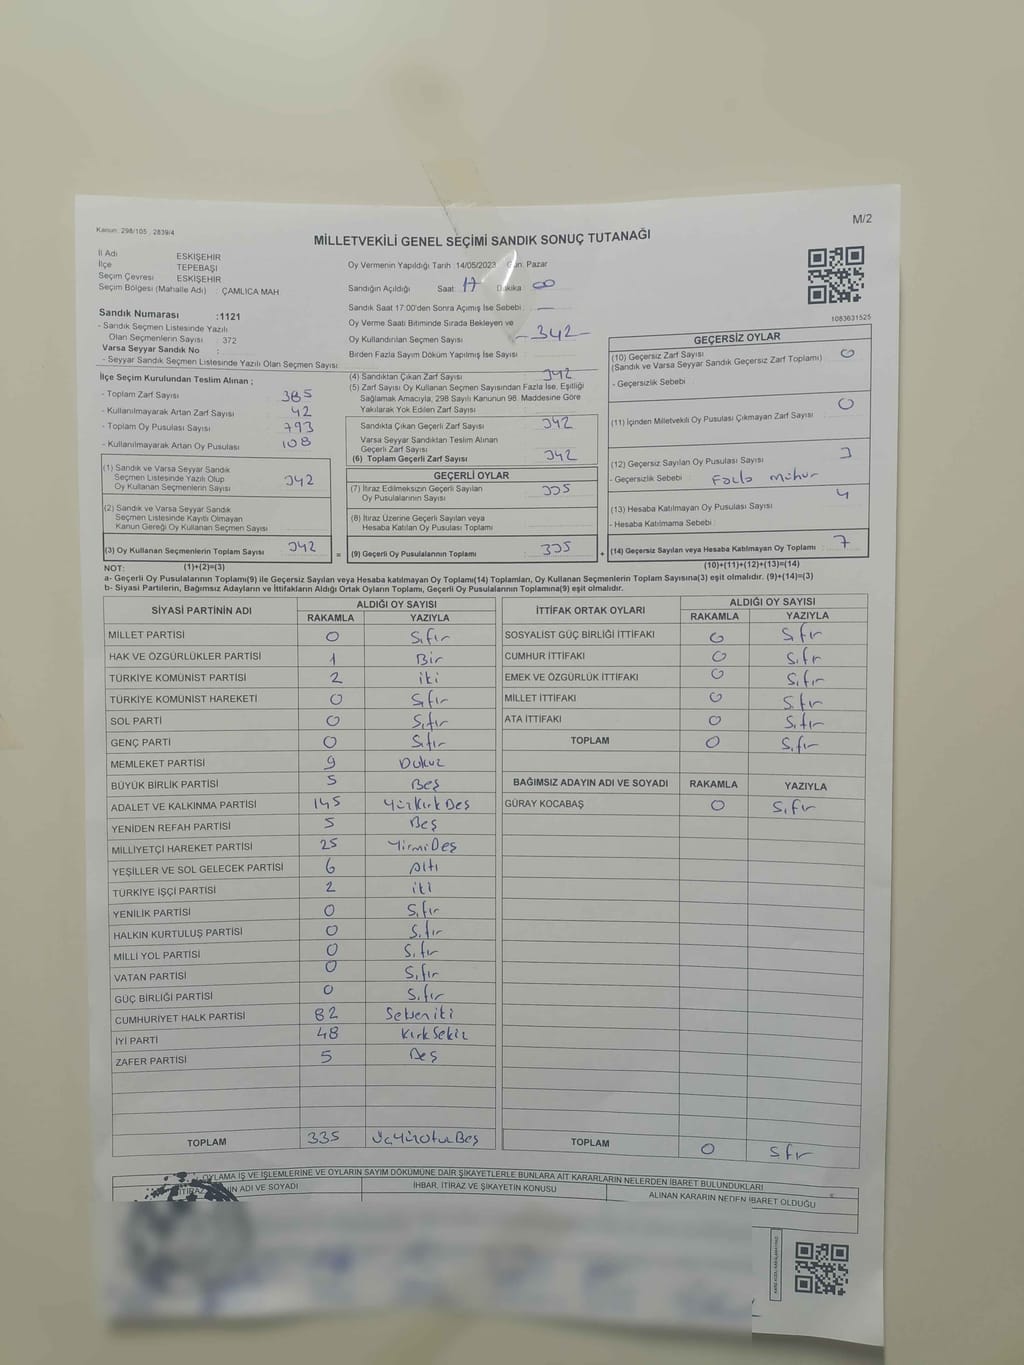 M/2
Kanun: 298/105 , 2839/4
MİLLETVEKİLİ GENEL SEÇİMİ SANDIK SONUÇ TUTANAĞI
İl Adı ESKİŞEHİR
İlçe TEPEBAŞI
Seçim Çevresi ESKİŞEHİR
Seçim Bölgesi (Mahalle Adı) : ÇAMLICA MAH
Sandık Numarası :1121
- Sandık Seçmen Listesinde Yazılı
Olan Seçmenlerin Sayısı : 372
Varsa Seyyar Sandık No :
- Seyyar Sandık Seçmen Listesinde Yazılı Olan Seçmen Sayısı
Oy Vermenin Yapıldığı Tarih :14/05/2023 Gün: Pazar
Sandığın Açıldığı Saat 17 Dakika 00
Sandık Saat 17:00'den Sonra Açımış İse Sebebi : —
Oy Verme Saati Bitiminde Sırada Bekleyen ve
Oy Kullandırılan Seçmen Sayısı -342-
Birden Fazla Sayım Döküm Yapılmış İse Sayısı
1083631525
İlçe Seçim Kurulundan Teslim Alınan ;
- Toplam Zarf Sayısı 385
- Kullanılmayarak Artan Zarf Sayısı 42
- Toplam Oy Pusulası Sayısı 793
- Kullanılmayarak Artan Oy Pusulası 108
(1) Sandık ve Varsa Seyyar Sandık
Seçmen Listesinde Yazılı Olup
Oy Kullanan Seçmenlerin Sayısı 342
(2) Sandık ve Varsa Seyyar Sandık
Seçmen Listesinde Kayıtlı Olmayan
Kanun Gereği Oy Kullanan Seçmen Sayısı
(3) Oy Kullanan Seçmenlerin Toplam Sayısı 342 =
(1)+(2)=(3)
(4) Sandıktan Çıkan Zarf Sayısı 342
(5) Zarf Sayısı Oy Kullanan Seçmen Sayısından Fazla İse, Eşitliği
Sağlamak Amacıyla; 298 Sayılı Kanunun 98. Maddesine Göre
Yakılarak Yok Edilen Zarf Sayısı
Sandıkta Çıkan Geçerli Zarf Sayısı 342
Varsa Seyyar Sandıktan Teslim Alınan
Geçerli Zarf Sayısı
(6) Toplam Geçerli Zarf Sayısı 342
GEÇERLİ OYLAR
(7) İtiraz Edilmeksizin Geçerli Sayılan
Oy Pusulalarının Sayısı 335
(8) İtiraz Üzerine Geçerli Sayılan veya
Hesaba Katılan Oy Pusulası Toplamı
(9) Geçerli Oy Pusulalarının Toplamı 335 +
GEÇERSİZ OYLAR
(10) Geçersiz Zarf Sayısı 0
(Sandık ve Varsa Seyyar Sandık Geçersiz Zarf Toplamı)
- Geçersizlik Sebebi :
(11) İçinden Milletvekili Oy Pusulası Çıkmayan Zarf Sayısı 0
(12) Geçersiz Sayılan Oy Pusulası Sayısı 3
- Geçersizlik Sebebi : Fazla mühür
(13) Hesaba Katılmayan Oy Pusulası Sayısı 4
- Hesaba Katılmama Sebebi :
(14) Geçersiz Sayılan veya Hesaba Katılmayan Oy Toplamı 7
(10)+(11)+(12)+(13)=(14)
NOT:
a- Geçerli Oy Pusulalarının Toplamı(9) ile Geçersiz Sayılan veya Hesaba katılmayan Oy Toplamı(14) Toplamları, Oy Kullanan Seçmenlerin Toplam Sayısına(3) eşit olmalıdır. (9)+(14)=(3)
b- Siyasi Partilerin, Bağımsız Adayların ve İttifakların Aldığı Ortak Oyların Toplamı, Geçerli Oy Pusulalarının Toplamına(9) eşit olmalıdır.
SİYASİ PARTİNİN ADI ALDIĞI OY SAYISI
RAKAMLA YAZIYLA
MİLLET PARTİSİ 0 Sıfır
HAK VE ÖZGÜRLÜKLER PARTİSİ 1 Bir
TÜRKİYE KOMÜNİST PARTİSİ 2 iki
TÜRKİYE KOMÜNİST HAREKETİ 0 Sıfır
SOL PARTİ 0 Sıfır
GENÇ PARTİ 0 Sıfır
MEMLEKET PARTİSİ 9 Dokuz
BÜYÜK BİRLİK PARTİSİ 5 Beş
ADALET VE KALKINMA PARTİSİ 145 YüzKırkBeş
YENİDEN REFAH PARTİSİ 5 Beş
MİLLİYETÇİ HAREKET PARTİSİ 25 YirmiBeş
YEŞİLLER VE SOL GELECEK PARTİSİ 6 Altı
TÜRKİYE İŞÇİ PARTİSİ 2 iki
YENİLİK PARTİSİ 0 Sıfır
HALKIN KURTULUŞ PARTİSİ 0 Sıfır
MİLLİ YOL PARTİSİ 0 Sıfır
VATAN PARTİSİ 0 Sıfır
GÜÇ BİRLİĞİ PARTİSİ 0 Sıfır
CUMHURİYET HALK PARTİSİ 82 Seksen iki
İYİ PARTİ 48 KırkSekiz
ZAFER PARTİSİ 5 Beş
TOPLAM 335 ÜçYüzOtuzBeş
İTTİFAK ORTAK OYLARI ALDIĞI OY SAYISI
RAKAMLA YAZIYLA
SOSYALİST GÜÇ BİRLİĞİ İTTİFAKI 0 Sıfır
CUMHUR İTTİFAKI 0 Sıfır
EMEK VE ÖZGÜRLÜK İTTİFAKI 0 Sıfır
MİLLET İTTİFAKI 0 Sıfır
ATA İTTİFAKI 0 Sıfır
TOPLAM 0 Sıfır
BAĞIMSIZ ADAYIN ADI VE SOYADI RAKAMLA YAZIYLA
GÜRAY KOCABAŞ 0 Sıfır
TOPLAM 0 Sıfır
OYLAMA İŞ VE İŞLEMLERİNE VE OYLARIN SAYIM DÖKÜMÜNE DAİR ŞİKAYETLERLE BUNLARA AİT KARARLARIN NELERDEN İBARET BULUNDUKLARI
ADI VE SOYADI İHBAR, İTİRAZ VE ŞİKAYETİN KONUSU ALINAN KARARIN NEDEN İBARET OLDUĞU